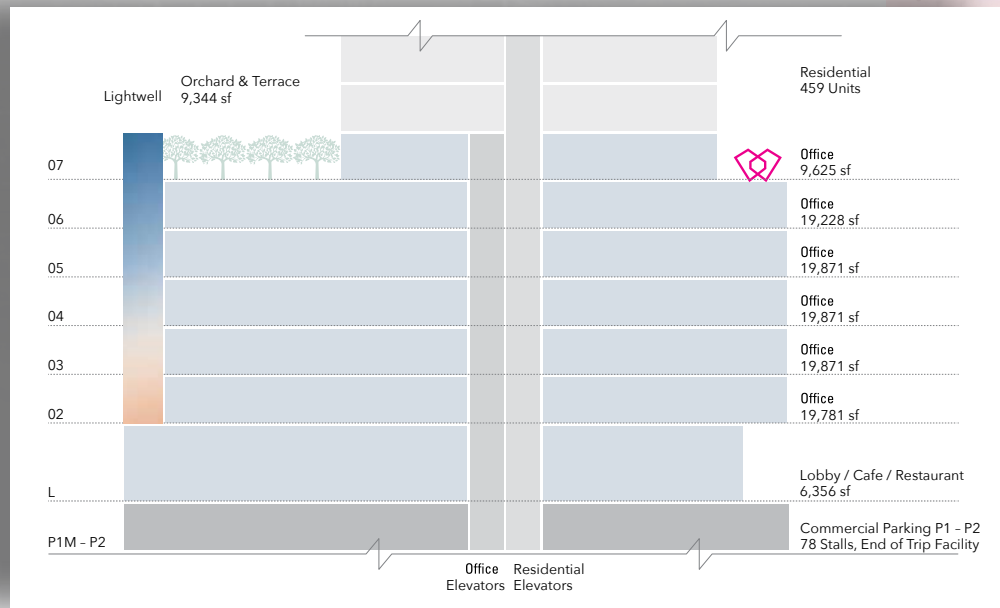 Residential
459 Units
Orchard & Terrace
9,344 sf
Lightwell
07
Office
9,625 sf
06
Office
19,228 sf
05
Office
19,871 sf
04
Office
19,871 sf
03
Office
19,871 sf
02
Office
19,781 sf
L
Lobby / Cafe / Restaurant
6,356 sf
P1M – P2
Commercial Parking P1 – P2
78 Stalls, End of Trip Facility
Office
Elevators
Residential
Elevators